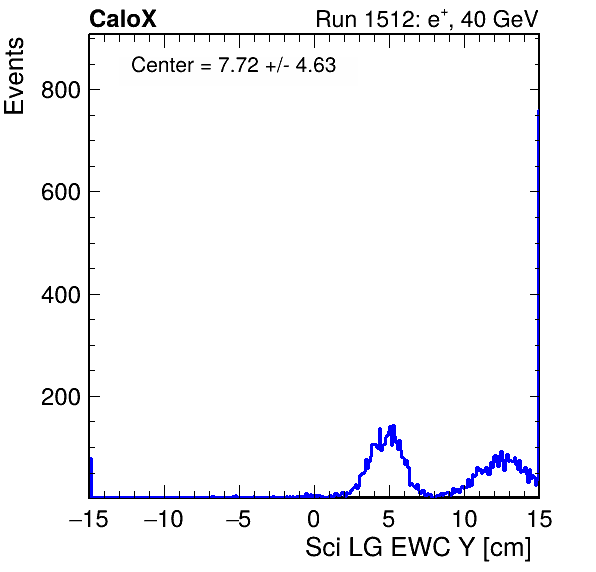 CaloX Run 1512: e⁺, 40 GeV
Center = 7.72 +/- 4.63
Events
800
600
400
200
−15 −10 −5 0 5 10 15
Sci LG EWC Y [cm]